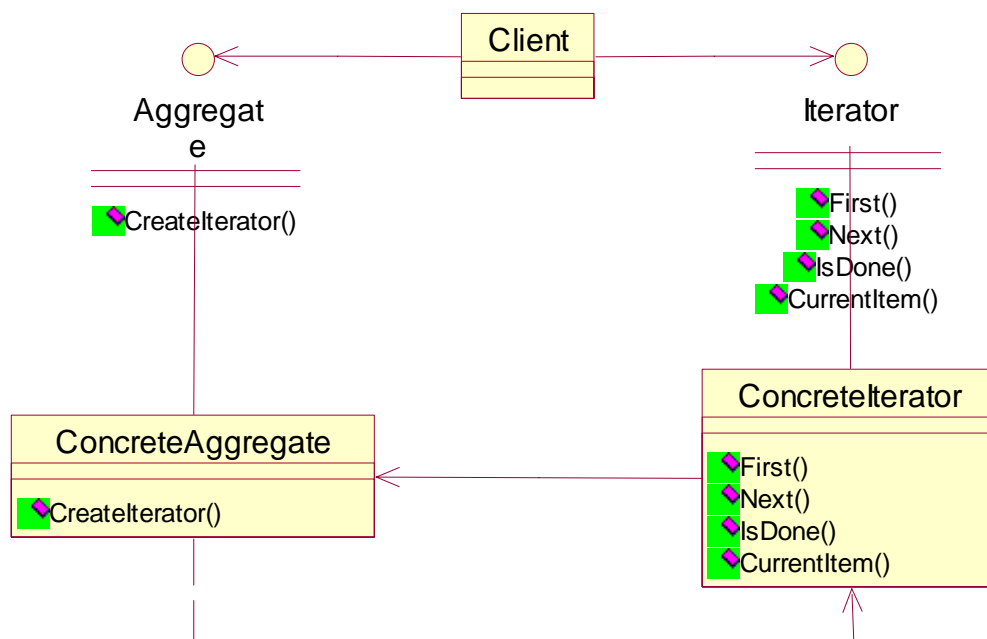 Client
Aggregat
e
CreateIterator()
Iterator
First()
Next()
IsDone()
CurrentItem()
ConcreteAggregate
CreateIterator()
ConcreteIterator
First()
Next()
IsDone()
CurrentItem()